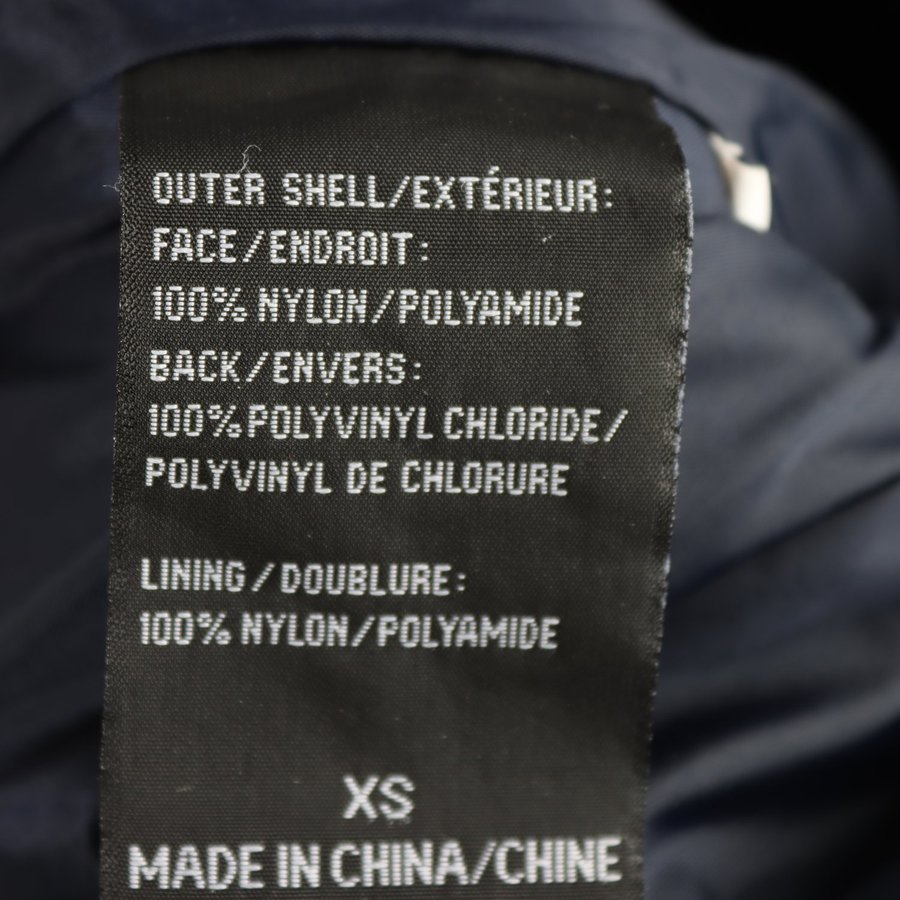 OUTER SHELL/EXTÉRIEUR:
FACE/ENDROIT:
100% NYLON/POLYAMIDE
BACK/ENVERS:
100% POLYVINYL CHLORIDE/
POLYVINYL DE CHLORURE
LINING/DOUBLURE:
100% NYLON/POLYAMIDE
XS
MADE IN CHINA/CHINE